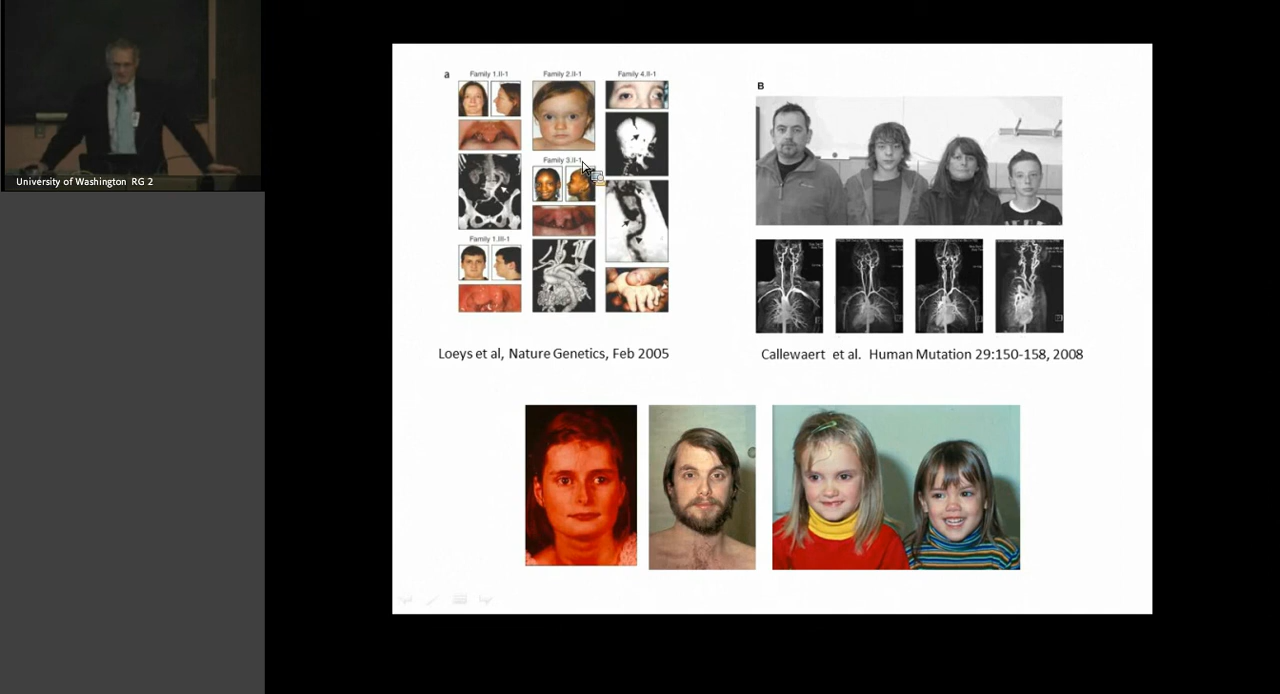 University of Washington RG 2
a
Family 1.II-1
Family 2.II-1
Family 4.II-1
Family 3.II-1
Family 1.III-1
B
Loeys et al, Nature Genetics, Feb 2005
Callewaert et al. Human Mutation 29:150-158, 2008